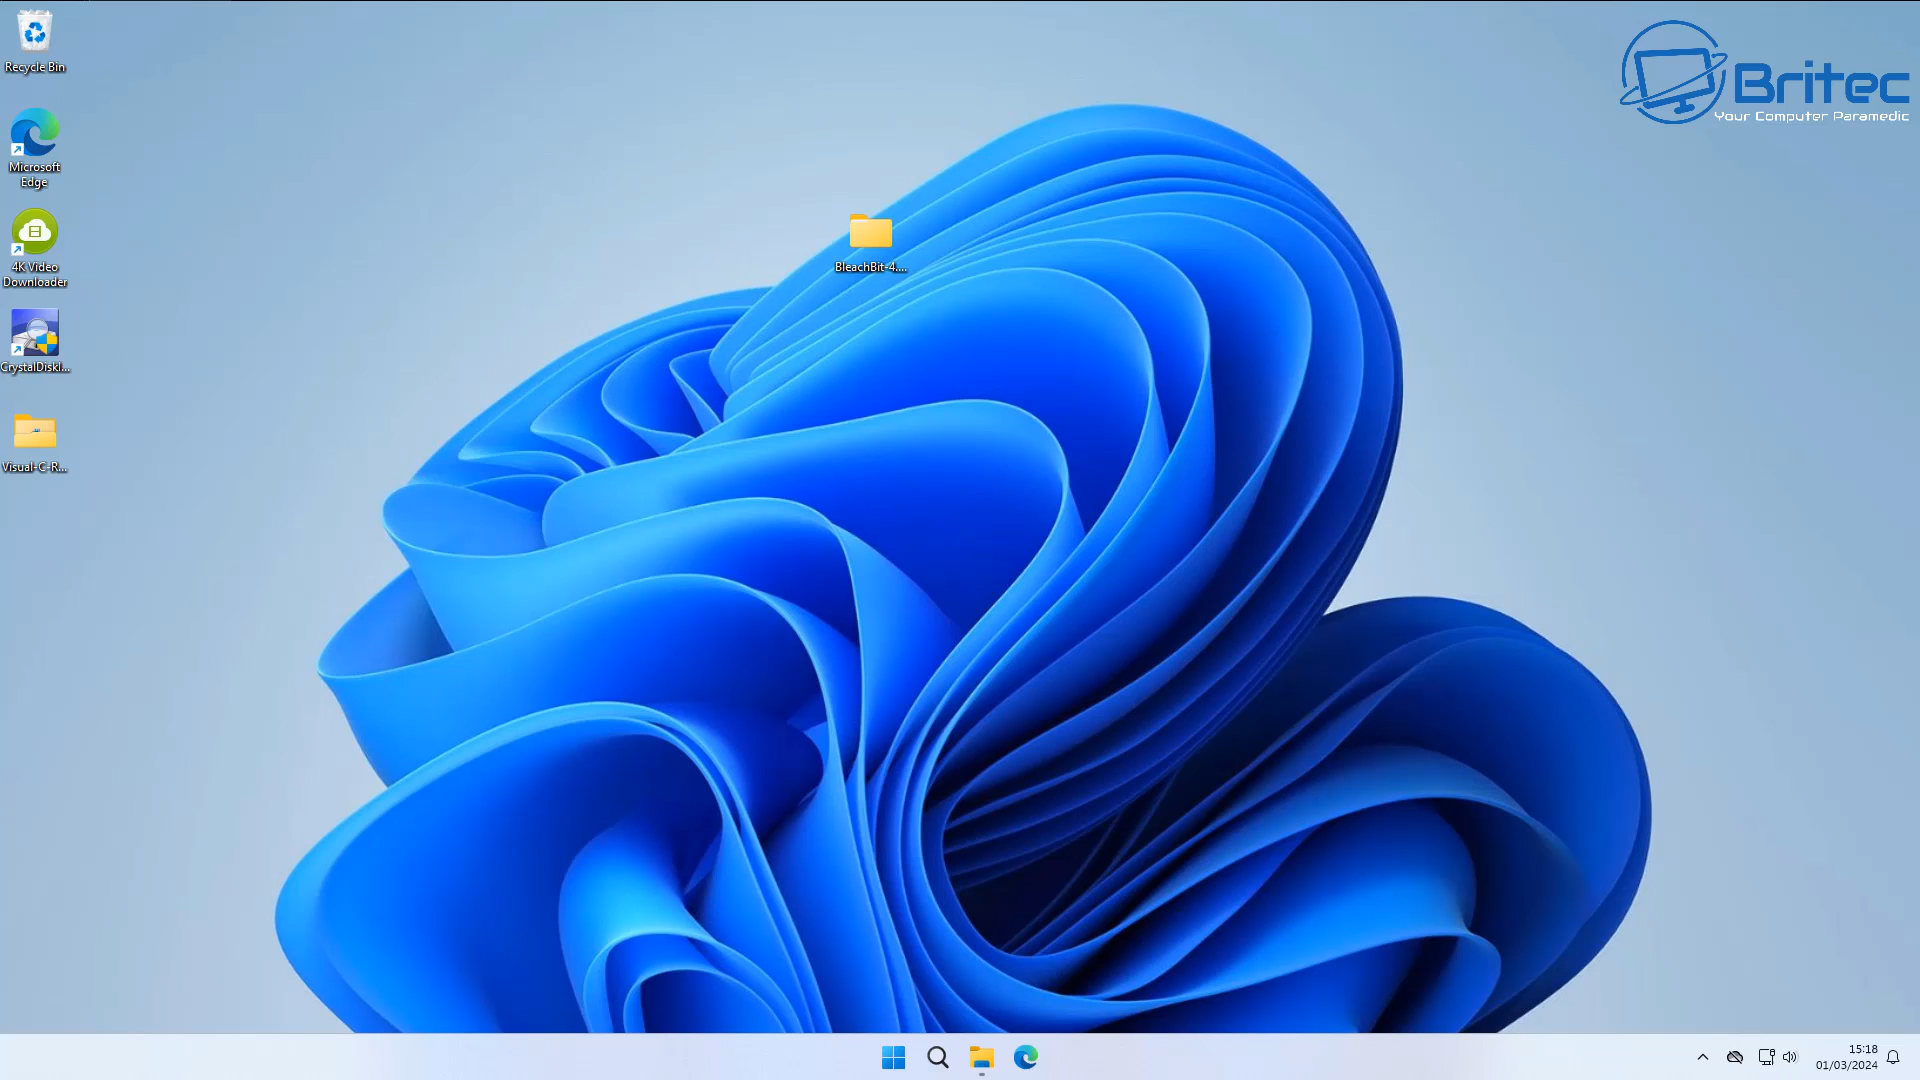 Recycle Bin
Microsoft
Edge
4K Video
Downloader
CrystalDiskI...
Visual-C-R...
BleachBit-4....
Britec
Your Computer Paramedic
15:18
01/03/2024